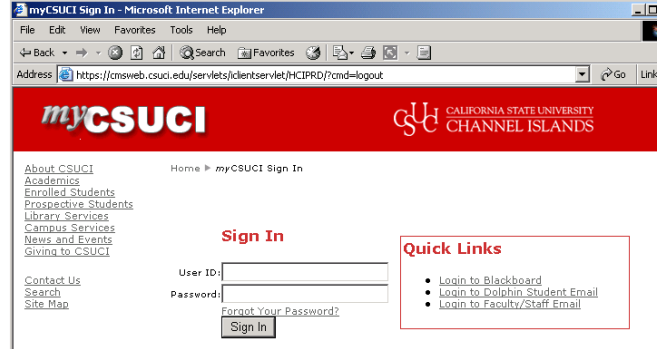 myCSUCI Sign In - Microsoft Internet Explorer
File Edit View Favorites Tools Help
Back Search Favorites
Address https://cmsweb.csuci.edu/servlets/iclientservlet/HCIPRD/?cmd=logout Go Link
myCSUCI
CSUCI CALIFORNIA STATE UNIVERSITY
CHANNEL ISLANDS
About CSUCI
Academics
Enrolled Students
Prospective Students
Library Services
Campus Services
News and Events
Giving to CSUCI
Contact Us
Search
Site Map
Home myCSUCI Sign In
Sign In
User ID:
Password:
Forgot Your Password?
Sign In
Quick Links
Login to Blackboard
Login to Dolphin Student Email
Login to Faculty/Staff Email